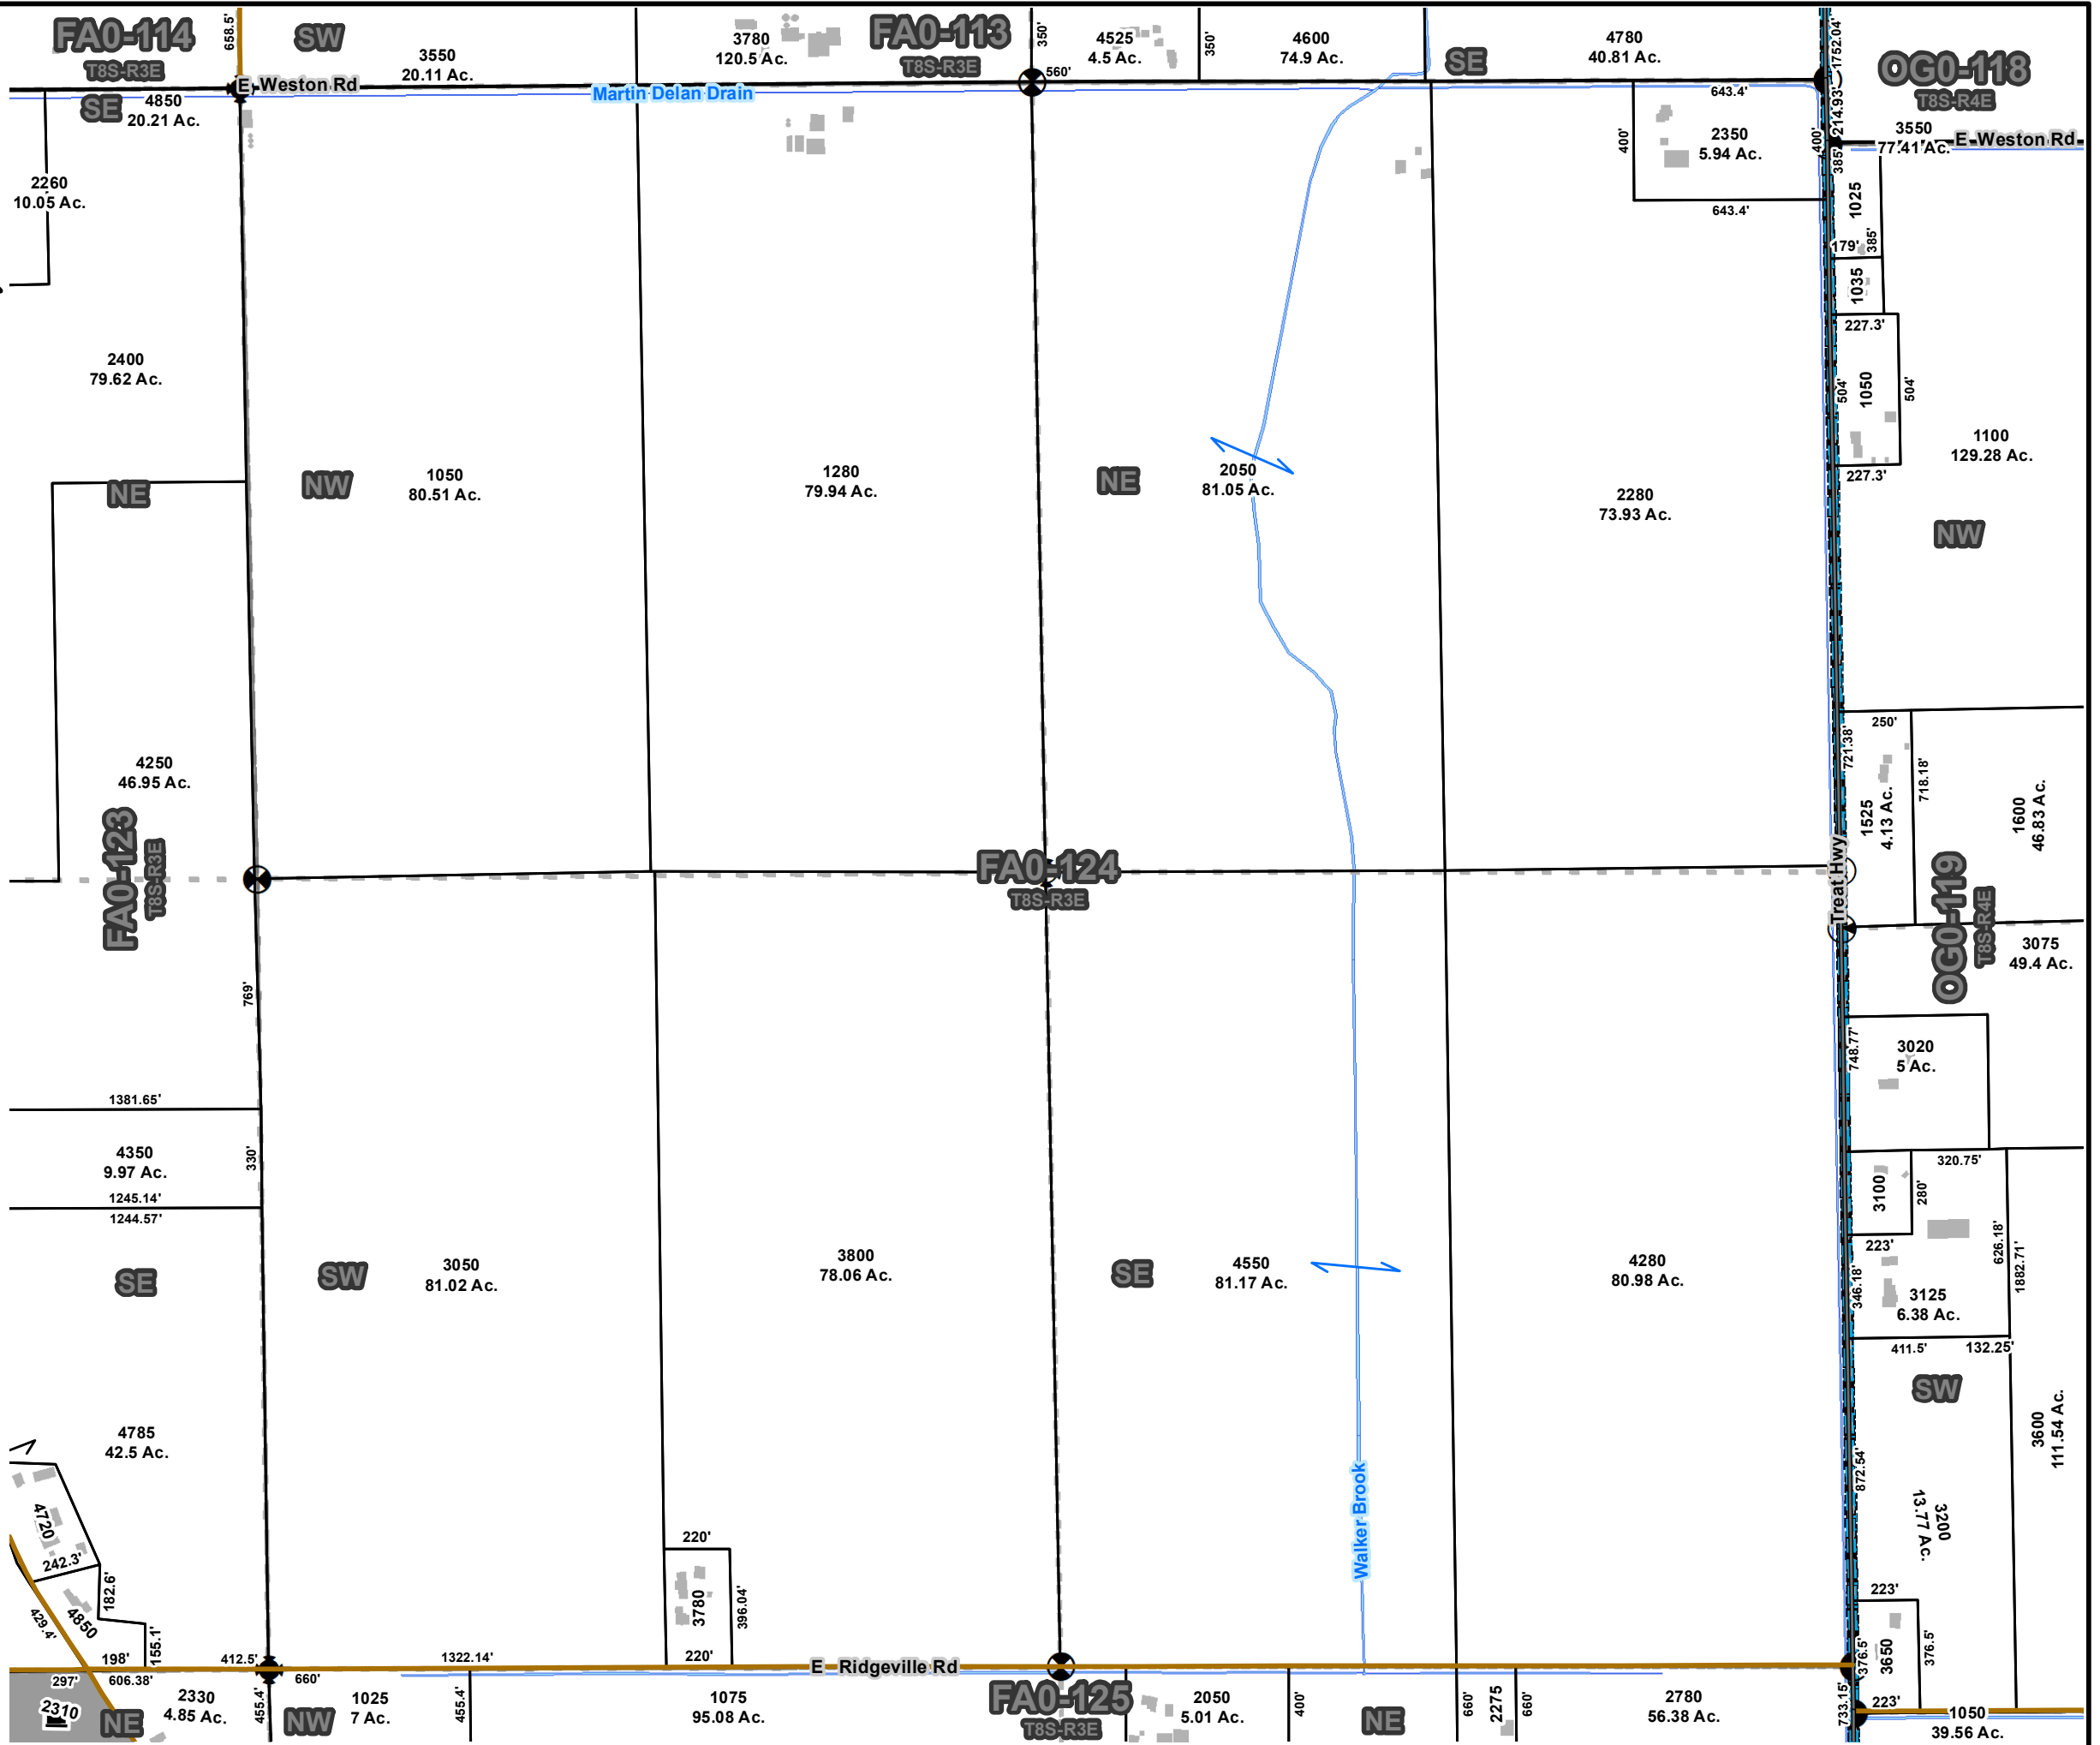 FA0-114
T8S-R3E
658.5'
SW
3550
20.11 Ac.
3780
120.5 Ac.
FA0-113
T8S-R3E
350'
560'
4525
4.5 Ac.
350'
4600
74.9 Ac.
SE
4780
40.81 Ac.
1752.04'
OG0-118
T8S-R4E
E Weston Rd
Martin Delan Drain
SE
4850
20.21 Ac.
643.4'
214.93'
3550
77.41 Ac.
E Weston Rd
400'
2350
5.94 Ac.
400'
385'
643.4'
1025
385'
179'
1035
2260
10.05 Ac.
2400
79.62 Ac.
227.3'
504'
1050
504'
227.3'
1100
129.28 Ac.
NE
NW
1050
80.51 Ac.
1280
79.94 Ac.
NE
2050
81.05 Ac.
2280
73.93 Ac.
NW
4250
46.95 Ac.
250'
721.38'
1525
4.13 Ac.
718.18'
1600
46.83 Ac.
FA0-123
T8S-R3E
FA0-124
T8S-R3E
Treat Hwy
OG0-119
T8S-R4E
3075
49.4 Ac.
769'
748.77'
3020
5 Ac.
1381.65'
4350
9.97 Ac.
330'
1245.14'
1244.57'
320.75'
3100
280'
223'
626.18'
1882.71'
SE
SW
3050
81.02 Ac.
3800
78.06 Ac.
SE
4550
81.17 Ac.
4280
80.98 Ac.
346.18'
3125
6.38 Ac.
411.5'
132.25'
SW
4785
42.5 Ac.
3600
111.54 Ac.
872.54'
3200
13.77 Ac.
Walker Brook
4720
242.3'
182.6'
4850
429.4'
155.1'
220'
3780
396.04'
223'
376.5'
3650
376.5'
198'
412.5'
1322.14'
220'
E Ridgeville Rd
297'
606.38'
660'
2310
NE
2330
4.85 Ac.
455.4'
NW
1025
7 Ac.
455.4'
1075
95.08 Ac.
FA0-125
T8S-R3E
2050
5.01 Ac.
400'
NE
660'
2275
660'
2780
56.38 Ac.
733.15'
223'
1050
39.56 Ac.